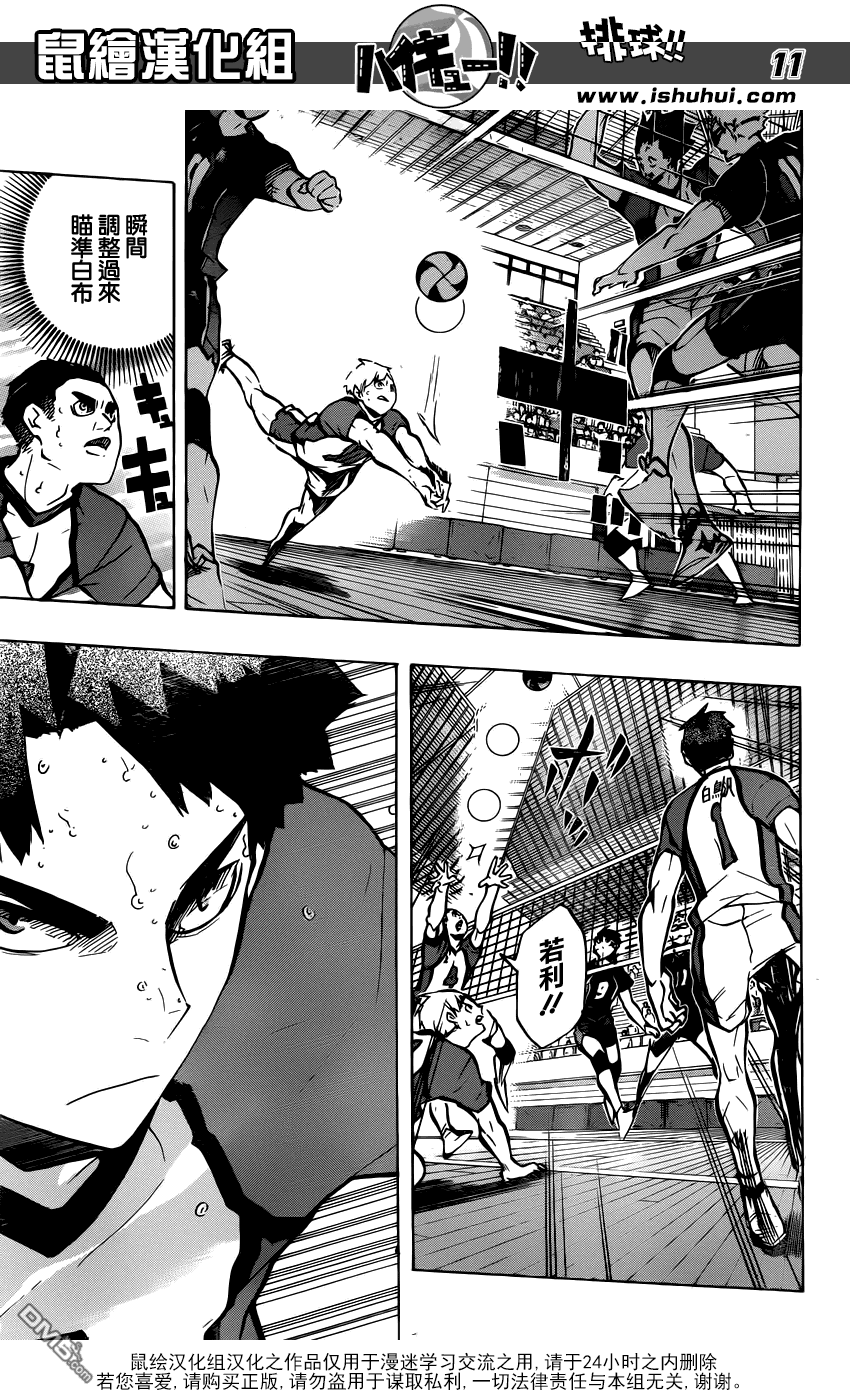 鼠繪漢化組
ハイキュー!!
排球!!
11
www.ishuhui.com
瞬間
調整過來
瞄準白布
キュキュ
白鳥沢
1
4
9
若利!!
DM5.com
鼠绘汉化组汉化之作品仅用于漫迷学习交流之用, 请于24小时之内删除
若您喜爱, 请购买正版, 请勿盗用于谋取私利, 一切法律责任与本组无关, 谢谢。